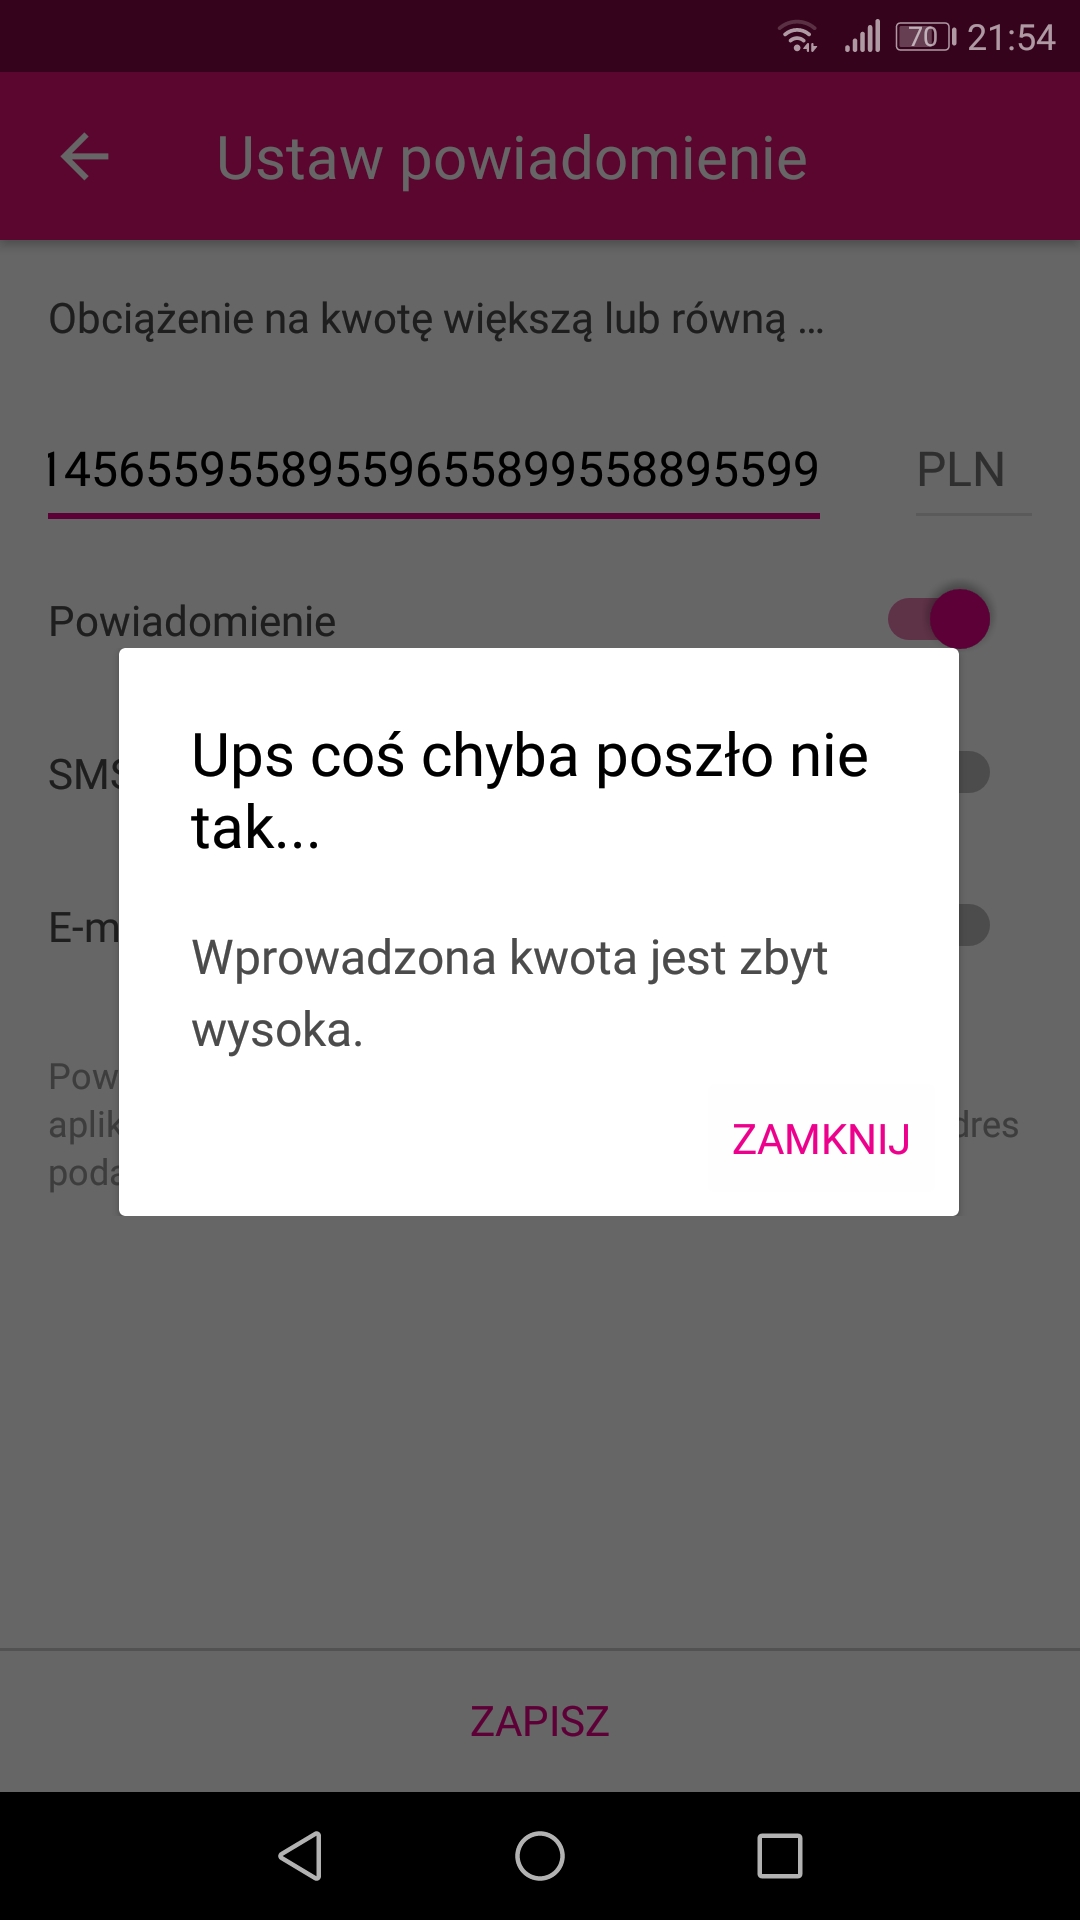 70 21:54
Ustaw powiadomienie
Obciążenie na kwotę większą lub równą ...
14565595589559655899558895599 PLN
Powiadomienie
Ups coś chyba poszło nie
tak...
SMS
E-m
Wprowadzona kwota jest zbyt
wysoka.
Pow
aplik
dres
poda
ZAMKNIJ
ZAPISZ